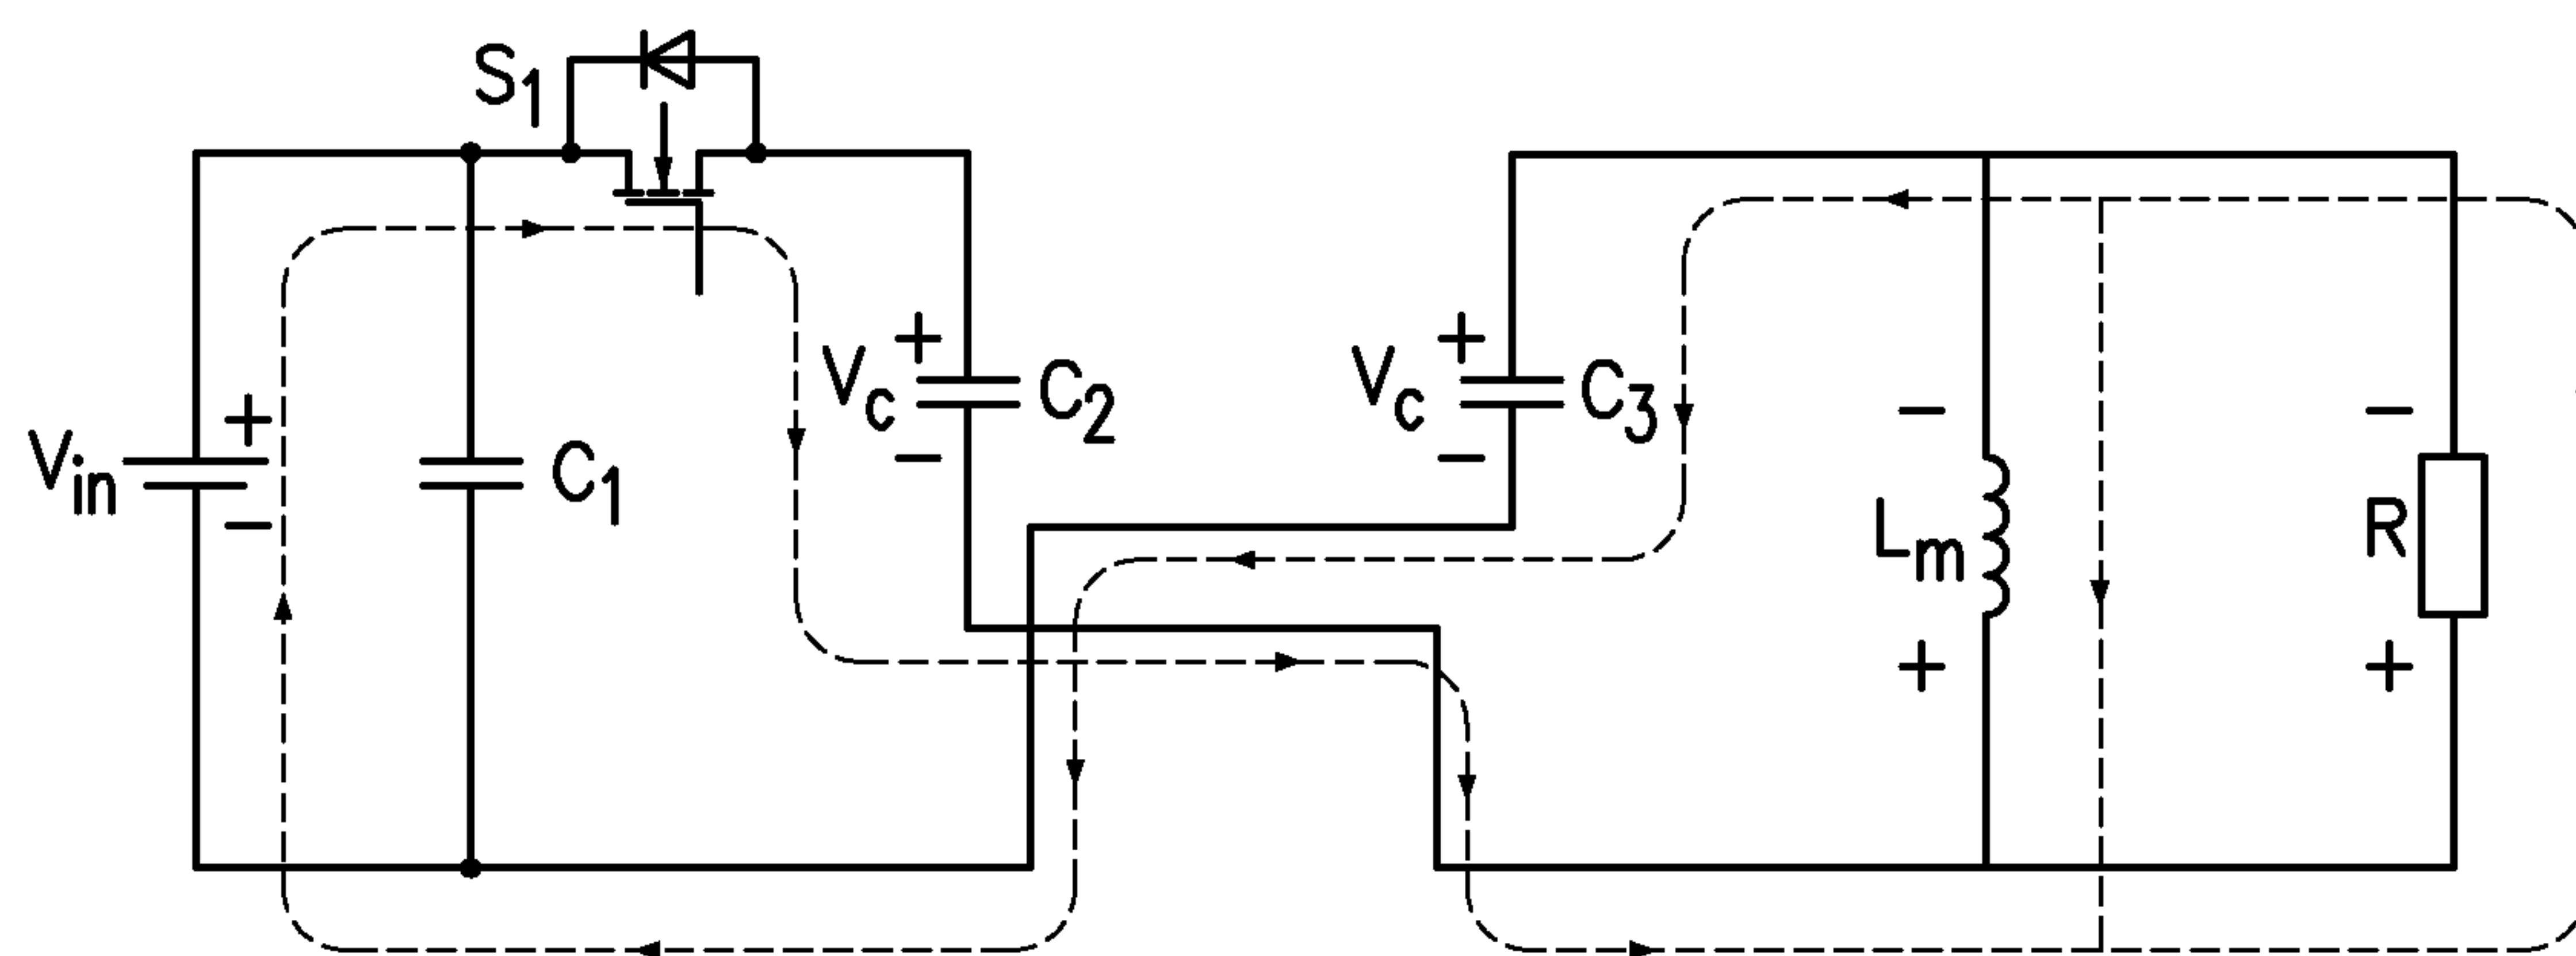 S1
+
Vc
C2
-
+
Vc
C3
-
Vin
+
-
C1
-
Lm
+
-
R
+